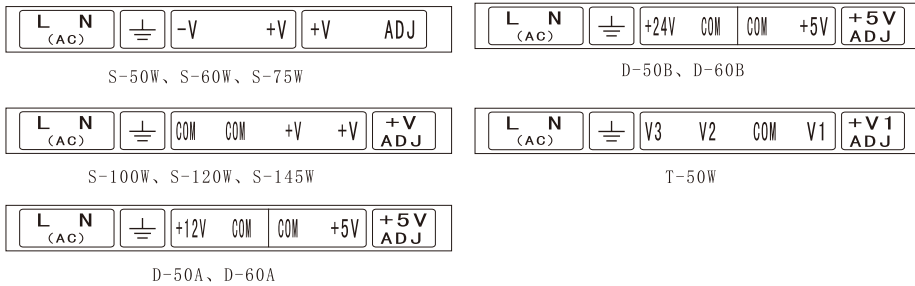 L N (AC) ⏚ -V +V +V ADJ
S-50W、S-60W、S-75W
L N (AC) ⏚ COM COM +V +V +V ADJ
S-100W、S-120W、S-145W
L N (AC) ⏚ +12V COM COM +5V +5V ADJ
D-50A、D-60A
L N (AC) ⏚ +24V COM COM +5V +5V ADJ
D-50B、D-60B
L N (AC) ⏚ V3 V2 COM V1 +V1 ADJ
T-50W